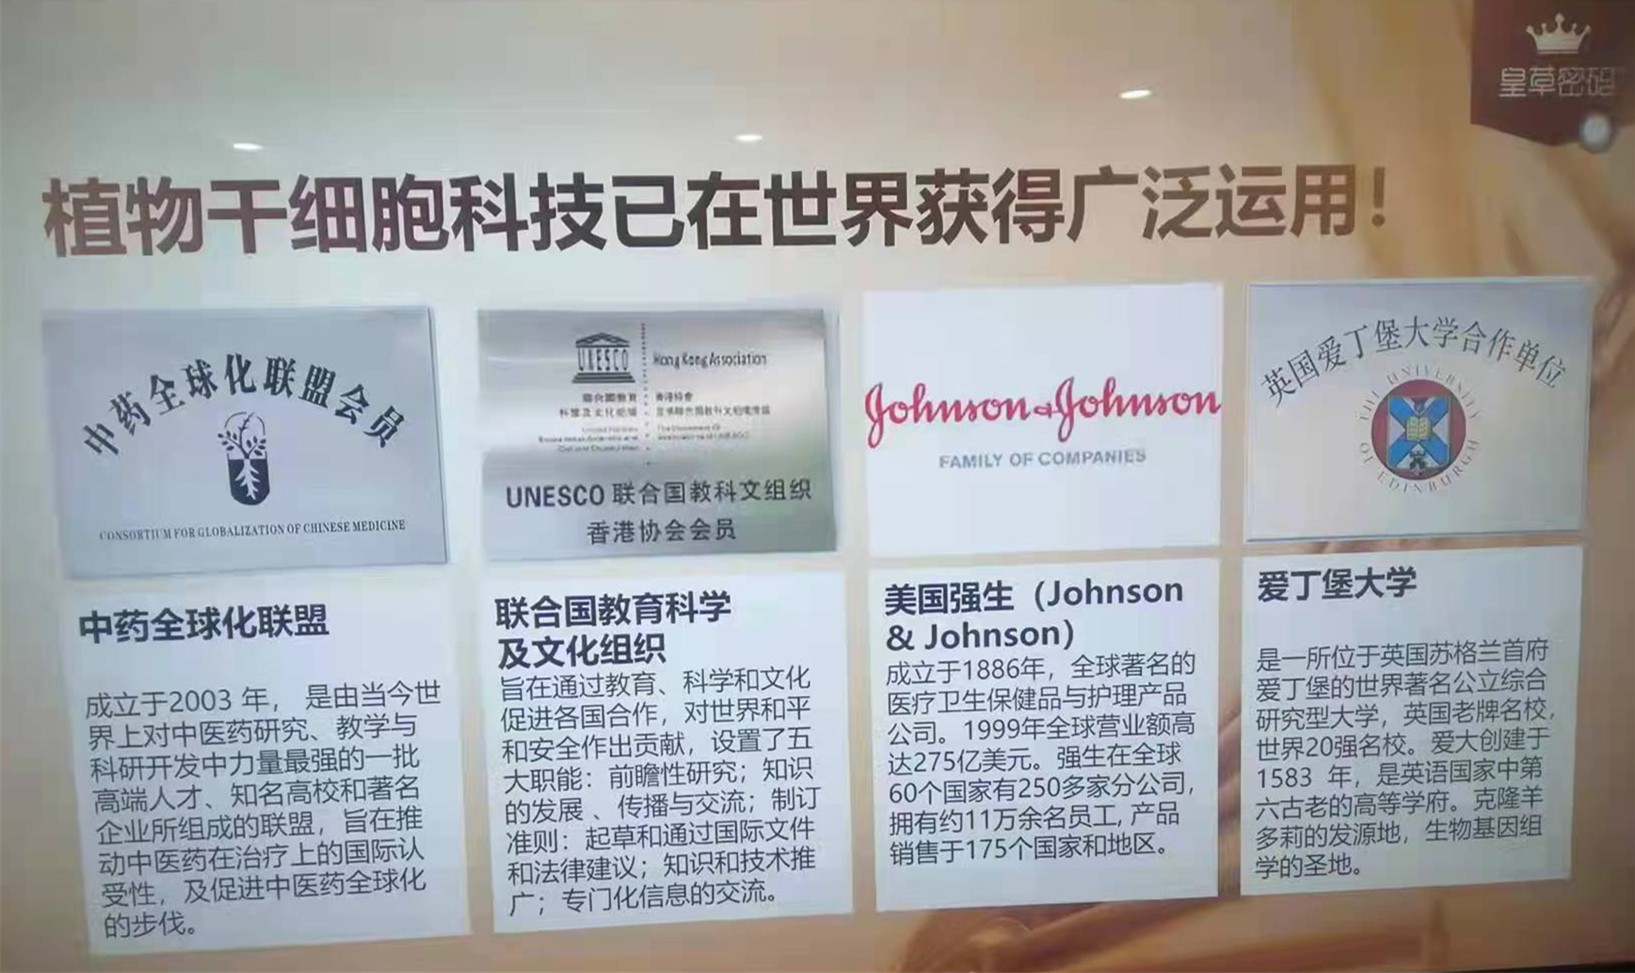 皇草密码
植物干细胞科技已在世界获得广泛运用！
中药全球化联盟会员
CONSORTIUM FOR GLOBALIZATION OF CHINESE MEDICINE
中药全球化联盟
成立于2003 年， 是由当今世
界上对中医药研究、教学与
科研开发中力量最强的一批
高端人才、知名高校和著名
企业所组成的联盟，旨在推
动中医药在治疗上的国际认
受性，及促进中医药全球化
的步伐。
UNESCO
Hong Kong Association
UNESCO 联合国教科文组织
香港协会会员
联合国教育科学
及文化组织
旨在通过教育、科学和文化
促进各国合作，对世界和平
和安全作出贡献，设置了五
大职能：前瞻性研究；知识
的发展 、传播与交流；制订
准则：起草和通过国际文件
和法律建议；知识和技术推
广；专门化信息的交流。
Johnson & Johnson
FAMILY OF COMPANIES
美国强生（Johnson
& Johnson）
成立于1886年，全球著名的
医疗卫生保健品与护理产品
公司。1999年全球营业额高
达275亿美元。强生在全球
60个国家有250多家分公司，
拥有约11万余名员工, 产品
销售于175个国家和地区。
英国爱丁堡大学合作单位
THE UNIVERSITY
OF EDINBURGH
爱丁堡大学
是一所位于英国苏格兰首府
爱丁堡的世界著名公立综合
研究型大学，英国老牌名校，
世界20强名校。爱大创建于
1583 年，是英语国家中第
六古老的高等学府。克隆羊
多莉的发源地，生物基因组
学的圣地。